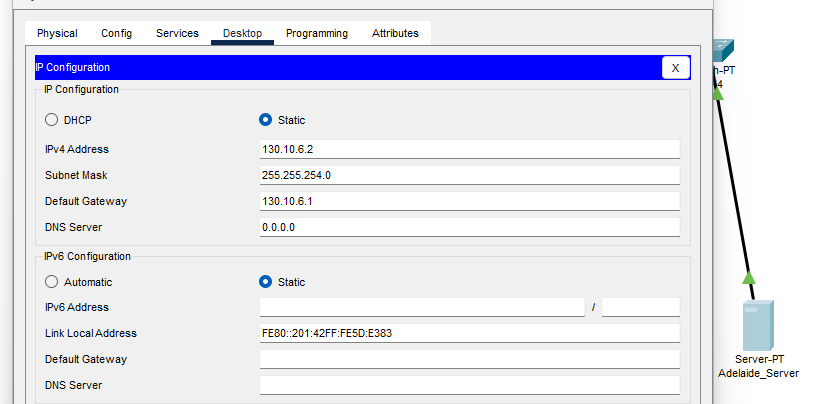 Physical Config Services Desktop Programming Attributes
IP Configuration X
IP Configuration
DHCP Static
IPv4 Address 130.10.6.2
Subnet Mask 255.255.254.0
Default Gateway 130.10.6.1
DNS Server 0.0.0.0
IPv6 Configuration
Automatic Static
IPv6 Address /
Link Local Address FE80::201:42FF:FE5D:E383
Default Gateway
DNS Server
h-PT
4
Server-PT
Adelaide_Server